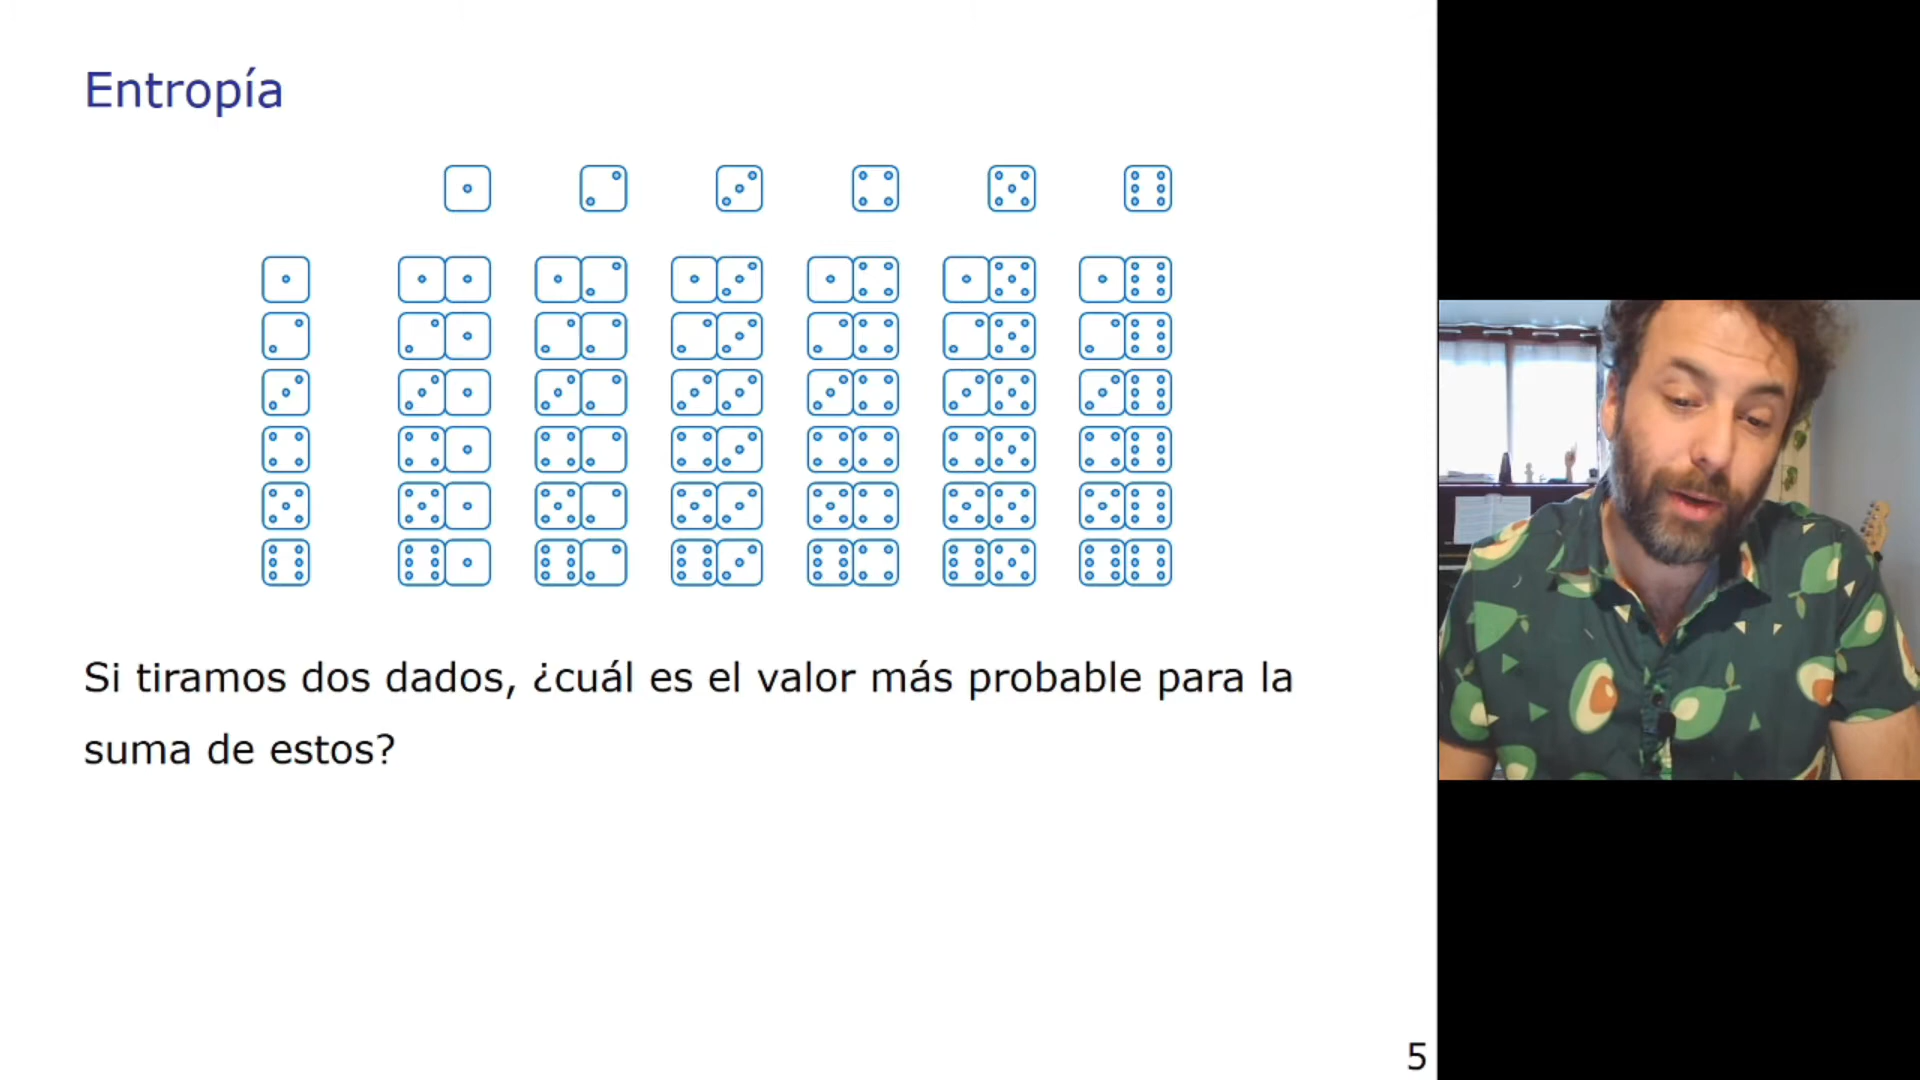 Entropía
Si tiramos dos dados, ¿cuál es el valor más probable para la
suma de estos?
5